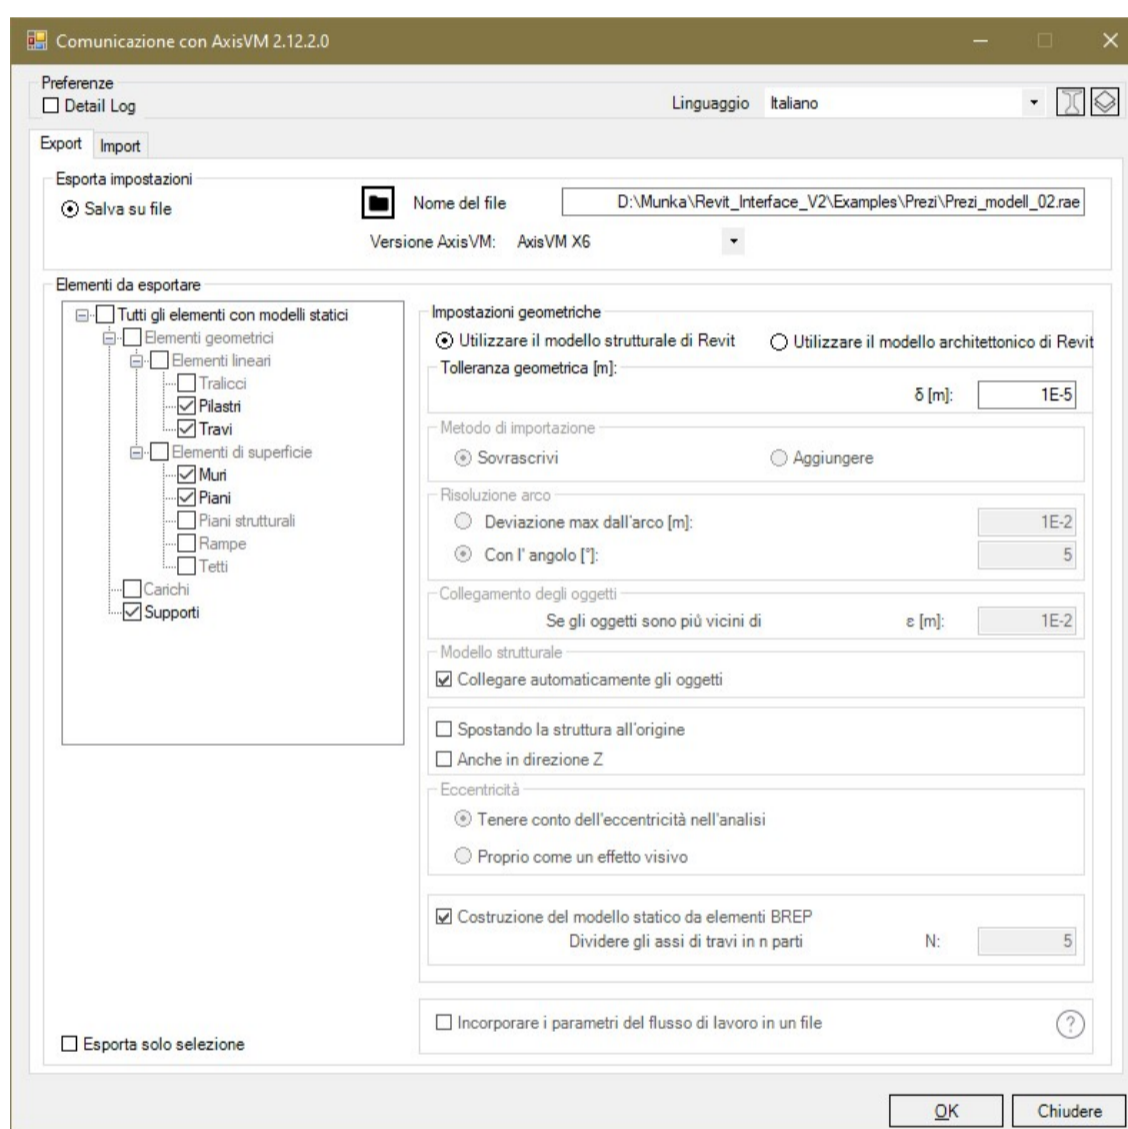 Comunicazione con AxisVM 2.12.2.0
Preferenze
Detail Log
Linguaggio Italiano
Export Import
Esporta impostazioni
Salva su file
Nome del file D:\Munka\Revit_Interface_V2\Examples\Prezi\Prezi_modell_02.rae
Versione AxisVM: AxisVM X6
Elementi da esportare
Tutti gli elementi con modelli statici
Elementi geometrici
Elementi lineari
Tralicci
Pilastri
Travi
Elementi di superficie
Muri
Piani
Piani strutturali
Rampe
Tetti
Carichi
Supporti
Esporta solo selezione
Impostazioni geometriche
Utilizzare il modello strutturale di Revit Utilizzare il modello architettonico di Revit
Tolleranza geometrica [m]:
δ [m]: 1E-5
Metodo di importazione
Sovrascrivi Aggiungere
Risoluzione arco
Deviazione max dall'arco [m]: 1E-2
Con l' angolo [°]: 5
Collegamento degli oggetti
Se gli oggetti sono più vicini di ε [m]: 1E-2
Modello strutturale
Collegare automaticamente gli oggetti
Spostando la struttura all'origine
Anche in direzione Z
Eccentricità
Tenere conto dell'eccentricità nell'analisi
Proprio come un effetto visivo
Costruzione del modello statico da elementi BREP
Dividere gli assi di travi in n parti N: 5
Incorporare i parametri del flusso di lavoro in un file ?
OK Chiudere